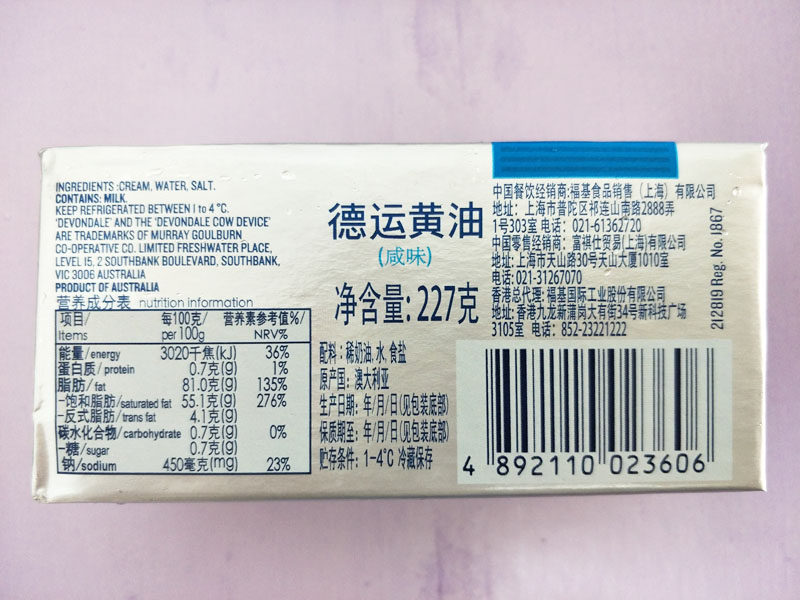 INGREDIENTS :CREAM, WATER, SALT.
CONTAINS: MILK.
KEEP REFRIGERATED BETWEEN 1 to 4 °C.
'DEVONDALE' AND THE 'DEVONDALE COW DEVICE'
ARE TRADEMARKS OF MURRAY GOULBURN
CO-OPERATIVE CO. LIMITED FRESHWATER PLACE,
LEVEL 15, 2 SOUTHBANK BOULEVARD, SOUTHBANK,
VIC 3006 AUSTRALIA
PRODUCT OF AUSTRALIA
营养成分表 nutrition information
项目/ 每100克/ 营养素参考值%/
Items per 100g NRV%
能量/energy 3020千焦(kJ) 36%
蛋白质/protein 0.7克(g) 1%
脂肪/fat 81.0克(g) 135%
-饱和脂肪/saturated fat 55.1克(g) 276%
-反式脂肪/trans fat 4.1克(g)
碳水化合物/carbohydrate 0.7克(g) 0%
-糖/sugar 0.7克(g)
钠/sodium 450毫克(mg) 23%
德运黄油
(咸味)
净含量: 227克
配料: 稀奶油, 水, 食盐
原产国: 澳大利亚
生产日期: 年/月/日(见包装底部)
保质期至: 年/月/日(见包装底部)
贮存条件: 1-4°C 冷藏保存
中国餐饮经销商:福基食品销售 (上海) 有限公司
地址: 上海市普陀区祁连山南路2888弄
1号303室 电话: 021-61362720
中国零售经销商: 富祺仕贸易(上海)有限公司
地址: 上海市天山路30号天山大厦1010室
电话:021-31267070
香港总代理: 福基国际工业股份有限公司
地址:香港九龙新蒲岗大有街34号新科技广场
3105室 电话: 852-23221222
212819 Reg. No. 1867
4 892110 023606